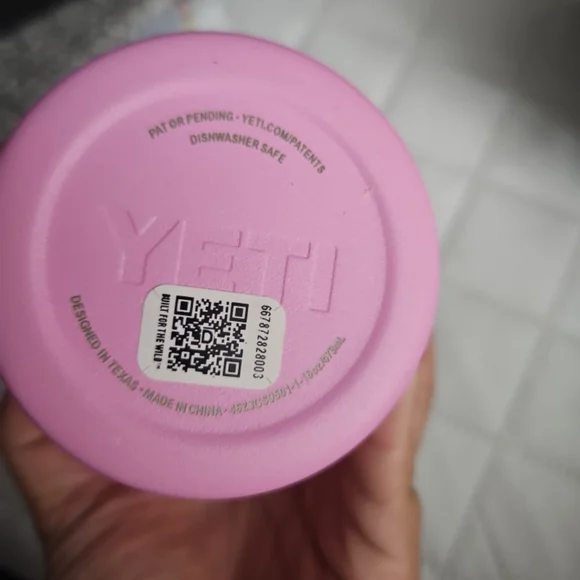 PAT OR PENDING · YETI.COM/PATENTS
DISHWASHER SAFE
YETI
BUILT FOR THE WILD™
667872828003
DESIGNED IN TEXAS · MADE IN CHINA ·